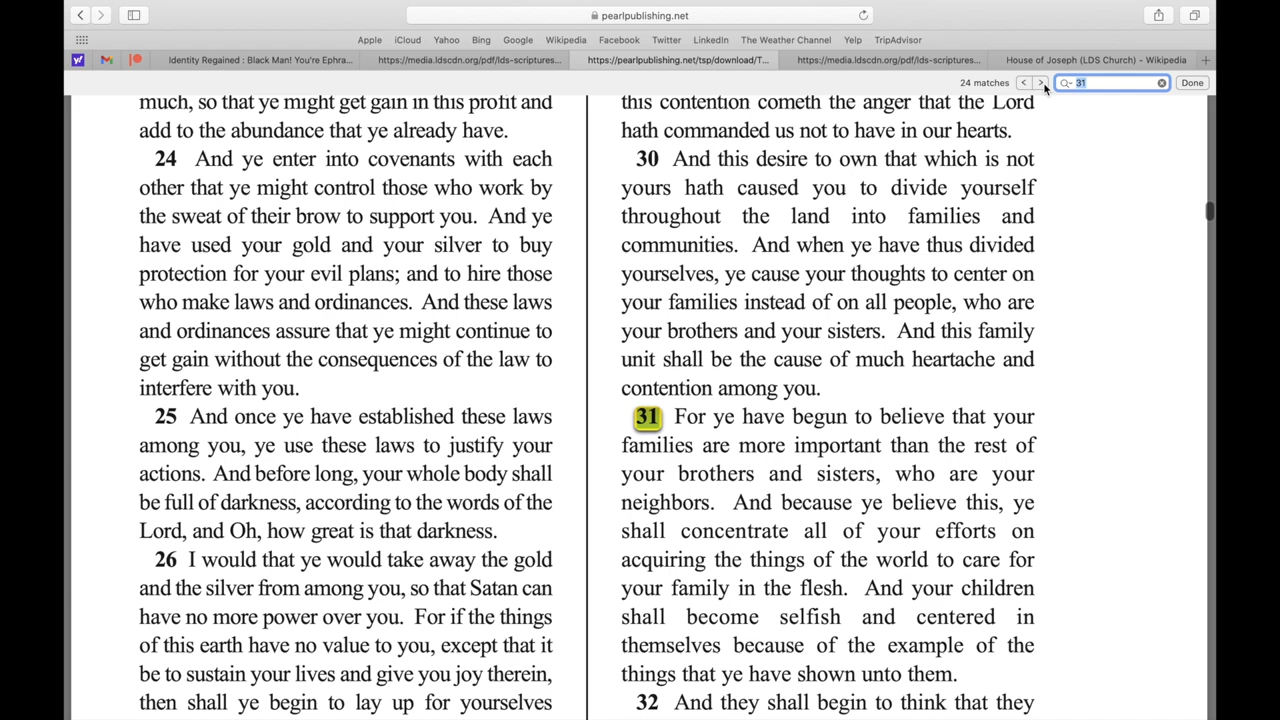 pearlpublishing.net
Apple iCloud Yahoo Bing Google Wikipedia Facebook Twitter LinkedIn The Weather Channel Yelp TripAdvisor
Identity Regained : Black Man! You're Ephra... https://media.ldscdn.org/pdf/lds-scriptures... https://pearlpublishing.net/tsp/download/T... https://media.ldscdn.org/pdf/lds-scriptures... House of Joseph (LDS Church) - Wikipedia
24 matches 31 Done
much, so that ye might get gain in this profit and
add to the abundance that ye already have.
24 And ye enter into covenants with each
other that ye might control those who work by
the sweat of their brow to support you. And ye
have used your gold and your silver to buy
protection for your evil plans; and to hire those
who make laws and ordinances. And these laws
and ordinances assure that ye might continue to
get gain without the consequences of the law to
interfere with you.
25 And once ye have established these laws
among you, ye use these laws to justify your
actions. And before long, your whole body shall
be full of darkness, according to the words of the
Lord, and Oh, how great is that darkness.
26 I would that ye would take away the gold
and the silver from among you, so that Satan can
have no more power over you. For if the things
of this earth have no value to you, except that it
be to sustain your lives and give you joy therein,
then shall ye begin to lay up for yourselves
this contention cometh the anger that the Lord
hath commanded us not to have in our hearts.
30 And this desire to own that which is not
yours hath caused you to divide yourself
throughout the land into families and
communities. And when ye have thus divided
yourselves, ye cause your thoughts to center on
your families instead of on all people, who are
your brothers and your sisters. And this family
unit shall be the cause of much heartache and
contention among you.
31 For ye have begun to believe that your
families are more important than the rest of
your brothers and sisters, who are your
neighbors. And because ye believe this, ye
shall concentrate all of your efforts on
acquiring the things of the world to care for
your family in the flesh. And your children
shall become selfish and centered in
themselves because of the example of the
things that ye have shown unto them.
32 And they shall begin to think that they